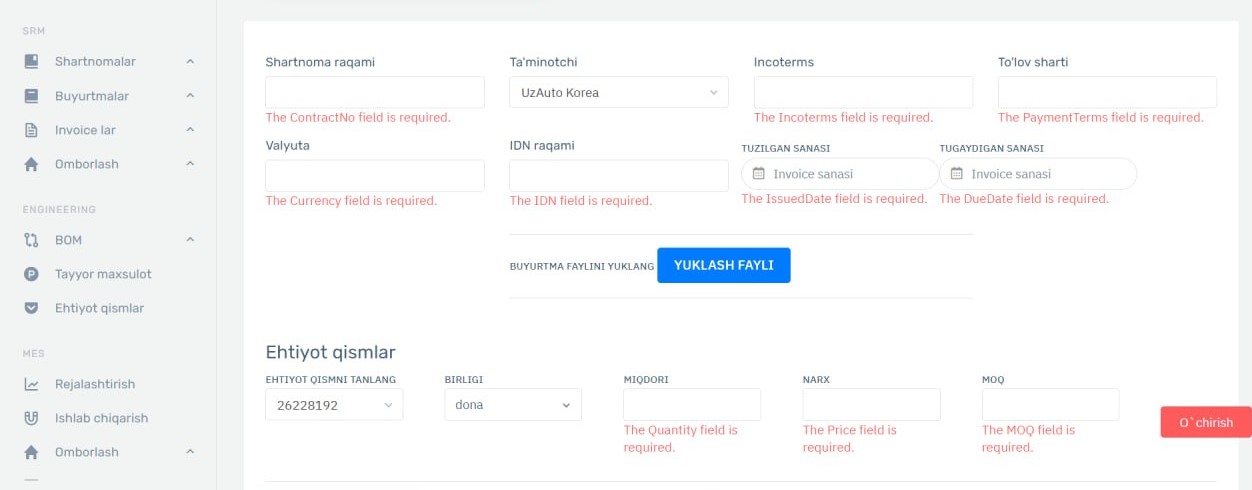 SRM
Shartnomalar
Buyurtmalar
Invoice lar
Omborlash
ENGINEERING
BOM
Tayyor maxsulot
Ehtiyot qismlar
MES
Rejalashtirish
Ishlab chiqarish
Omborlash
Shartnoma raqami
Ta'minotchi
Incoterms
To'lov sharti
UzAuto Korea
The ContractNo field is required.
The Incoterms field is required.
The PaymentTerms field is required.
Valyuta
IDN raqami
TUZILGAN SANASI
TUGAYDIGAN SANASI
Invoice sanasi
Invoice sanasi
The Currency field is required.
The IDN field is required.
The IssuedDate field is required.
The DueDate field is required.
BUYURTMA FAYLINI YUKLANG
YUKLASH FAYLI
Ehtiyot qismlar
EHTIYOT QISMNI TANLANG
BIRLIGI
MIQDORI
NARX
MOQ
26228192
dona
The Quantity field is
required.
The Price field is
required.
The MOQ field is
required.
O`chirish